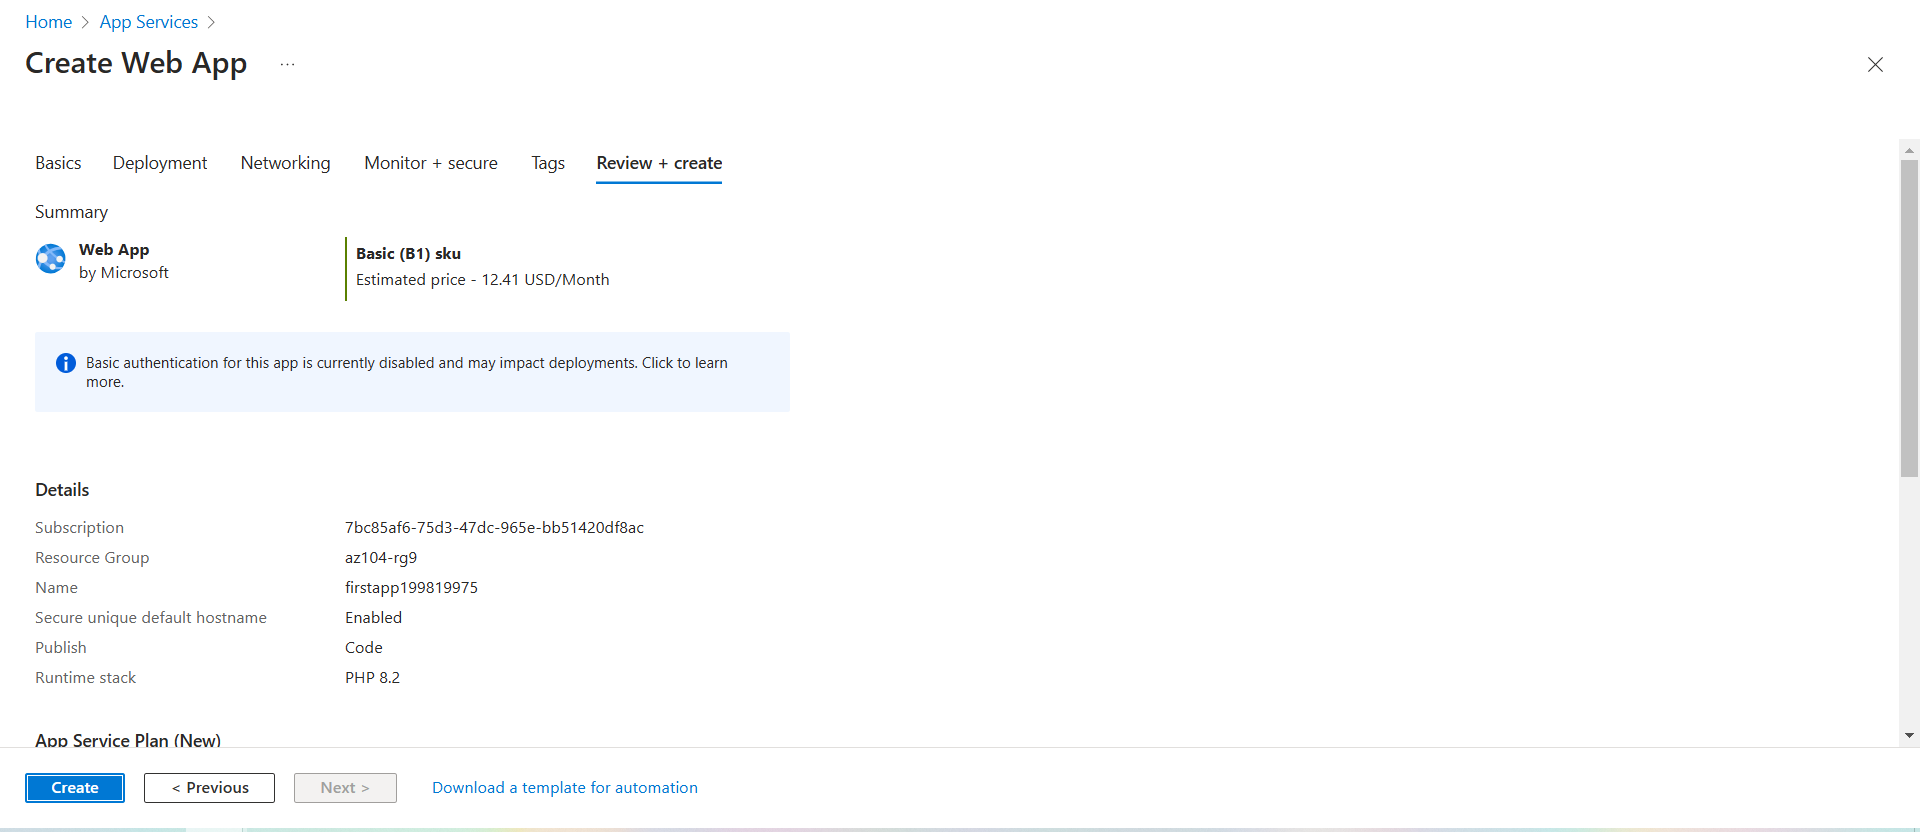 Home > App Services >
Create Web App ...
Basics Deployment Networking Monitor + secure Tags Review + create
Summary
Web App
by Microsoft
Basic (B1) sku
Estimated price - 12.41 USD/Month
Basic authentication for this app is currently disabled and may impact deployments. Click to learn
more.
Details
Subscription 7bc85af6-75d3-47dc-965e-bb51420df8ac
Resource Group az104-rg9
Name firstapp199819975
Secure unique default hostname Enabled
Publish Code
Runtime stack PHP 8.2
App Service Plan (New)
Create < Previous Next > Download a template for automation